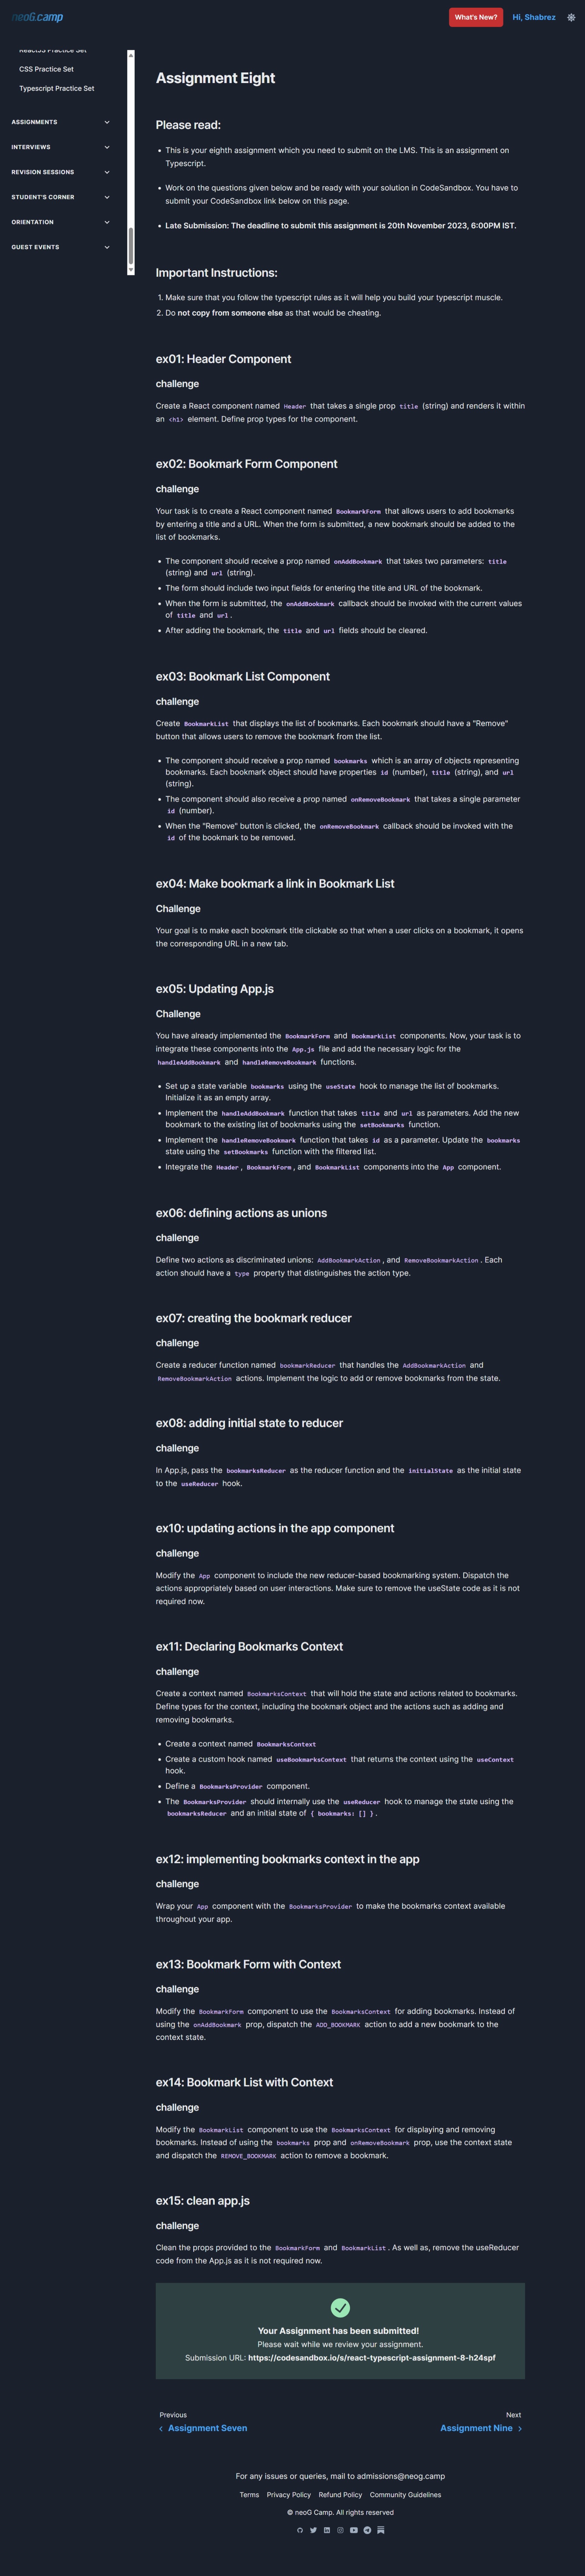 neoG.camp
What's New?
Hi, Shabrez
ReactJS Practice Set
CSS Practice Set
Typescript Practice Set
ASSIGNMENTS
INTERVIEWS
REVISION SESSIONS
STUDENT'S CORNER
ORIENTATION
GUEST EVENTS
Assignment Eight
Please read:
• This is your eighth assignment which you need to submit on the LMS. This is an assignment on
Typescript.
• Work on the questions given below and be ready with your solution in CodeSandbox. You have to
submit your CodeSandbox link below on this page.
• Late Submission: The deadline to submit this assignment is 20th November 2023, 6:00PM IST.
Important Instructions:
1. Make sure that you follow the typescript rules as it will help you build your typescript muscle.
2. Do not copy from someone else as that would be cheating.
ex01: Header Component
challenge
Create a React component named Header that takes a single prop title (string) and renders it within
an <h1> element. Define prop types for the component.
ex02: Bookmark Form Component
challenge
Your task is to create a React component named BookmarkForm that allows users to add bookmarks
by entering a title and a URL. When the form is submitted, a new bookmark should be added to the
list of bookmarks.
• The component should receive a prop named onAddBookmark that takes two parameters: title
(string) and url (string).
• The form should include two input fields for entering the title and URL of the bookmark.
• When the form is submitted, the onAddBookmark callback should be invoked with the current values
of title and url.
• After adding the bookmark, the title and url fields should be cleared.
ex03: Bookmark List Component
challenge
Create BookmarkList that displays the list of bookmarks. Each bookmark should have a "Remove"
button that allows users to remove the bookmark from the list.
• The component should receive a prop named bookmarks which is an array of objects representing
bookmarks. Each bookmark object should have properties id (number), title (string), and url
(string).
• The component should also receive a prop named onRemoveBookmark that takes a single parameter
id (number).
• When the "Remove" button is clicked, the onRemoveBookmark callback should be invoked with the
id of the bookmark to be removed.
ex04: Make bookmark a link in Bookmark List
Challenge
Your goal is to make each bookmark title clickable so that when a user clicks on a bookmark, it opens
the corresponding URL in a new tab.
ex05: Updating App.js
Challenge
You have already implemented the BookmarkForm and BookmarkList components. Now, your task is to
integrate these components into the App.js file and add the necessary logic for the
handleAddBookmark and handleRemoveBookmark functions.
• Set up a state variable bookmarks using the useState hook to manage the list of bookmarks.
Initialize it as an empty array.
• Implement the handleAddBookmark function that takes title and url as parameters. Add the new
bookmark to the existing list of bookmarks using the setBookmarks function.
• Implement the handleRemoveBookmark function that takes id as a parameter. Update the bookmarks
state using the setBookmarks function with the filtered list.
• Integrate the Header, BookmarkForm, and BookmarkList components into the App component.
ex06: defining actions as unions
challenge
Define two actions as discriminated unions: AddBookmarkAction, and RemoveBookmarkAction. Each
action should have a type property that distinguishes the action type.
ex07: creating the bookmark reducer
challenge
Create a reducer function named bookmarkReducer that handles the AddBookmarkAction and
RemoveBookmarkAction actions. Implement the logic to add or remove bookmarks from the state.
ex08: adding initial state to reducer
challenge
In App.js, pass the bookmarksReducer as the reducer function and the initialState as the initial state
to the useReducer hook.
ex10: updating actions in the app component
challenge
Modify the App component to include the new reducer-based bookmarking system. Dispatch the
actions appropriately based on user interactions. Make sure to remove the useState code as it is not
required now.
ex11: Declaring Bookmarks Context
challenge
Create a context named BookmarksContext that will hold the state and actions related to bookmarks.
Define types for the context, including the bookmark object and the actions such as adding and
removing bookmarks.
• Create a context named BookmarksContext
• Create a custom hook named useBookmarksContext that returns the context using the useContext
hook.
• Define a BookmarksProvider component.
• The BookmarksProvider should internally use the useReducer hook to manage the state using the
bookmarksReducer and an initial state of { bookmarks: [] }.
ex12: implementing bookmarks context in the app
challenge
Wrap your App component with the BookmarksProvider to make the bookmarks context available
throughout your app.
ex13: Bookmark Form with Context
challenge
Modify the BookmarkForm component to use the BookmarksContext for adding bookmarks. Instead of
using the onAddBookmark prop, dispatch the ADD_BOOKMARK action to add a new bookmark to the
context state.
ex14: Bookmark List with Context
challenge
Modify the BookmarkList component to use the BookmarksContext for displaying and removing
bookmarks. Instead of using the bookmarks prop and onRemoveBookmark prop, use the context state
and dispatch the REMOVE_BOOKMARK action to remove a bookmark.
ex15: clean app.js
challenge
Clean the props provided to the BookmarkForm and BookmarkList. As well as, remove the useReducer
code from the App.js as it is not required now.
Your Assignment has been submitted!
Please wait while we review your assignment.
Submission URL: https://codesandbox.io/s/react-typescript-assignment-8-h24spf
Previous
Assignment Seven
Next
Assignment Nine
For any issues or queries, mail to admissions@neog.camp
Terms Privacy Policy Refund Policy Community Guidelines
© neoG Camp. All rights reserved